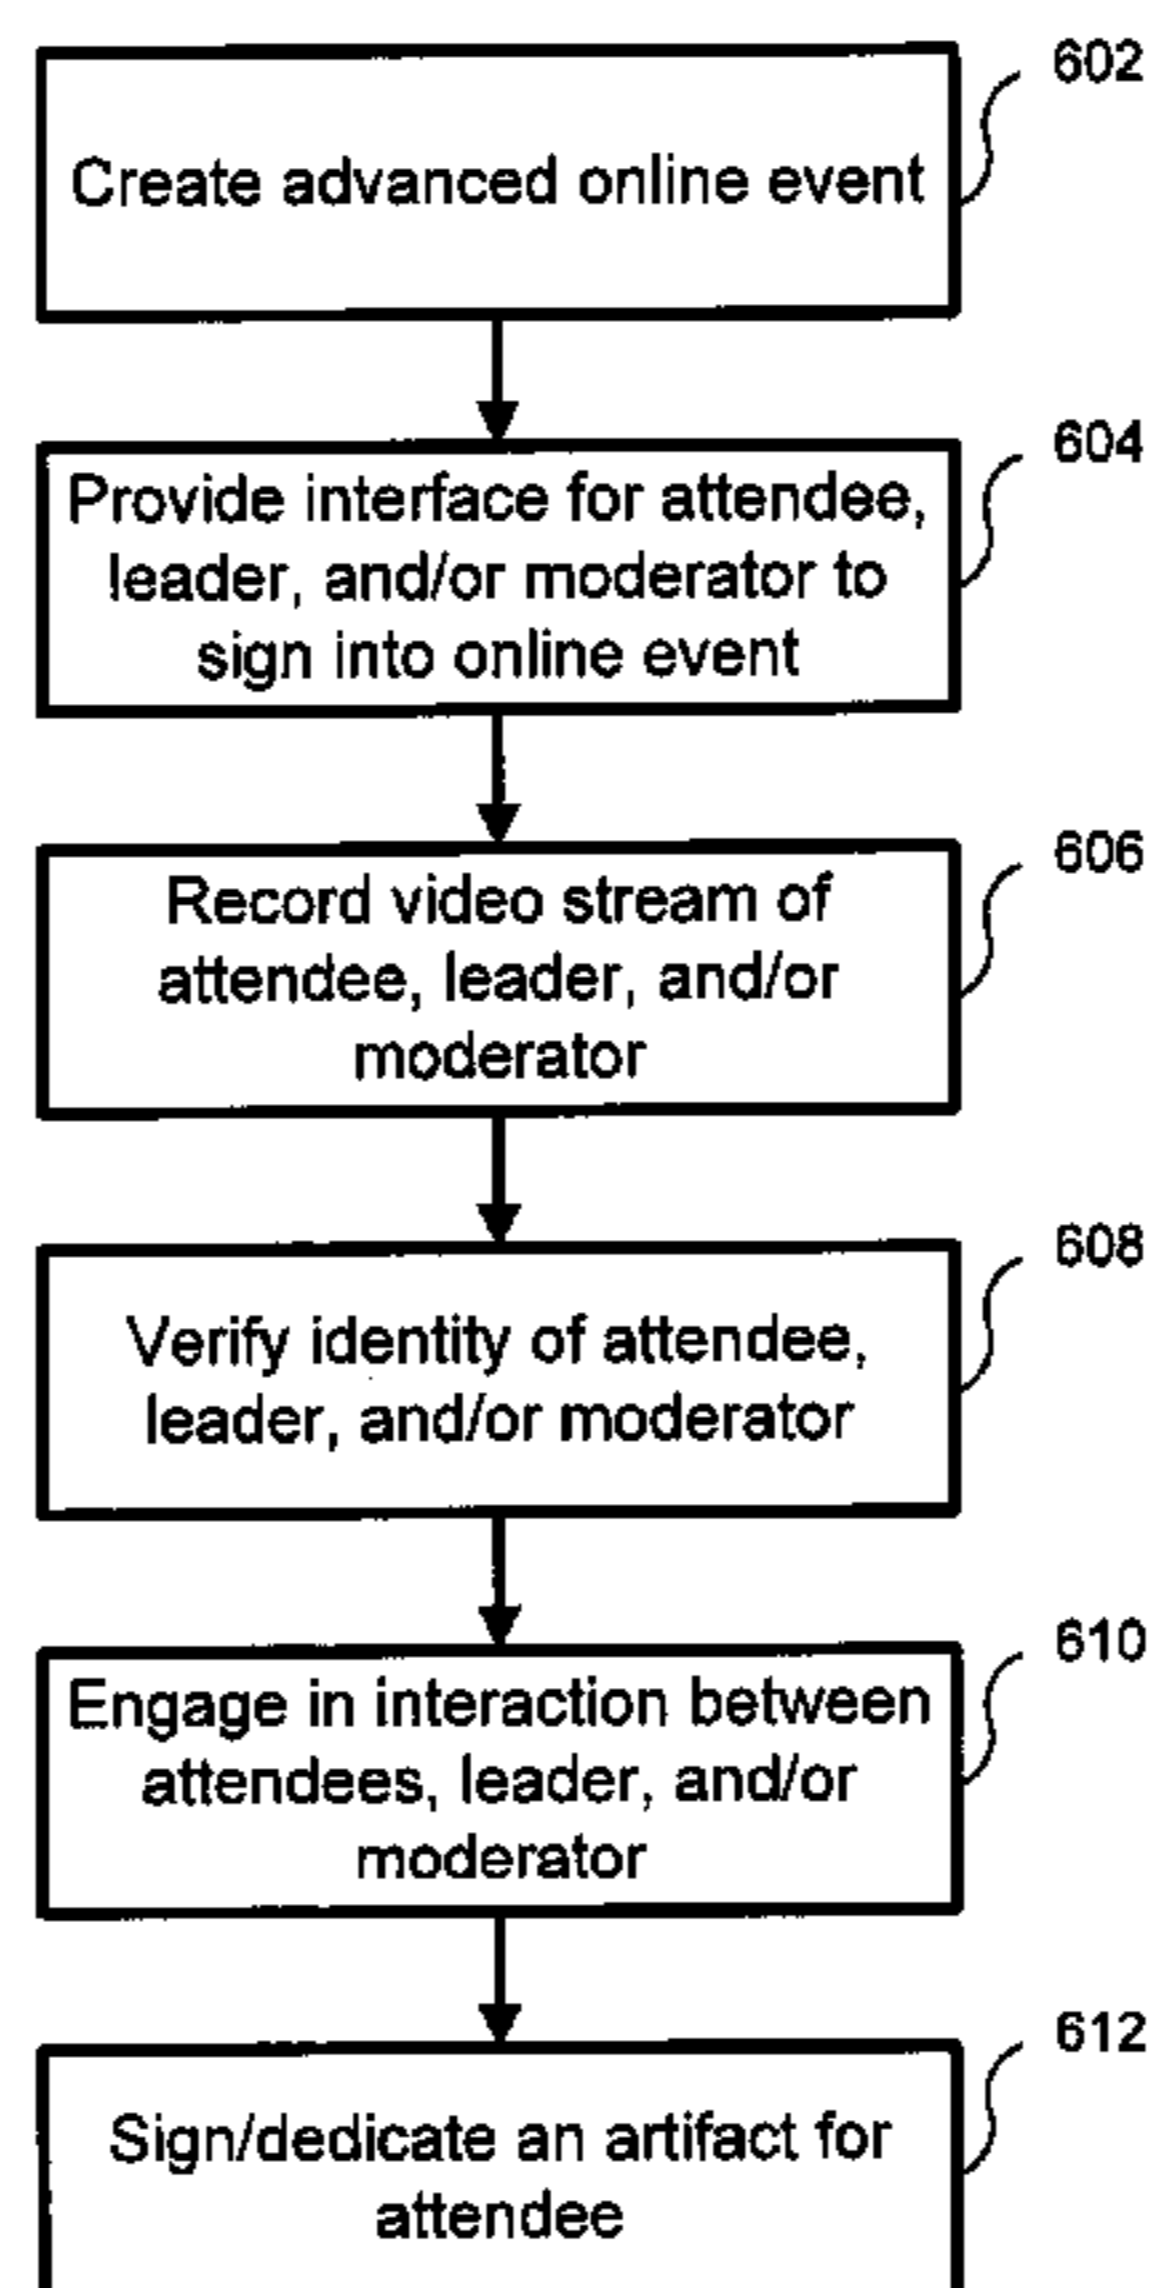 602
Create advanced online event
604
Provide interface for attendee,
leader, and/or moderator to
sign into online event
606
Record video stream of
attendee, leader, and/or
moderator
608
Verify identity of attendee,
leader, and/or moderator
610
Engage in interaction between
attendees, leader, and/or
moderator
612
Sign/dedicate an artifact for
attendee